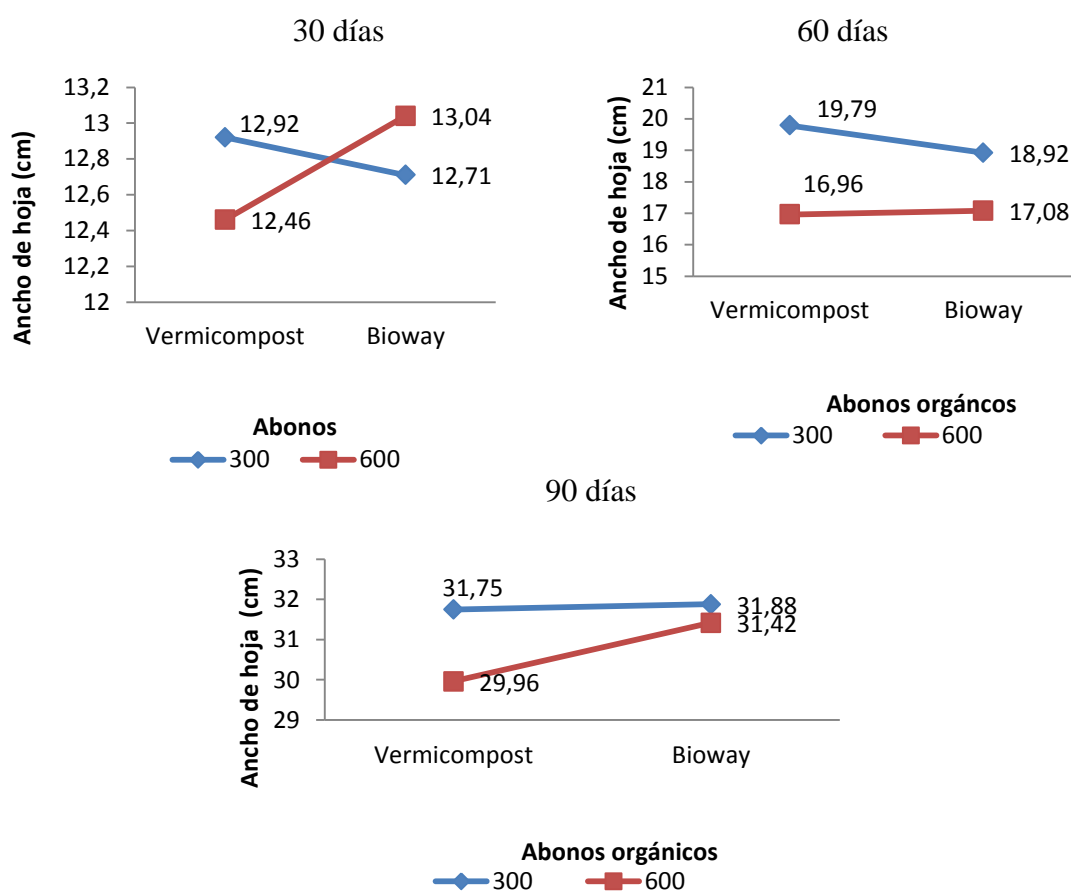 30 días
Ancho de hoja (cm)
13,2
13
12,8
12,6
12,4
12,2
12
12,92
12,71
12,46
13,04
Vermicompost Bioway
Abonos
300 600
60 días
Ancho de hoja (cm)
21
20
19
18
17
16
15
19,79
18,92
16,96
17,08
Vermicompost Bioway
Abonos orgáncos
300 600
90 días
Ancho de hoja (cm)
33
32
31
30
29
31,75
31,88
29,96
31,42
Vermicompost Bioway
Abonos orgánicos
300 600